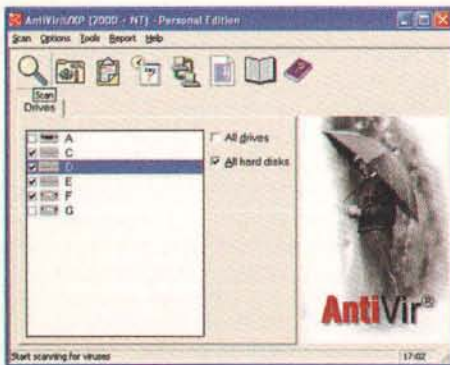 AntiVir/XP (2000 + NT) - Personal Edition
Scan Options Tools Report Help
Scan
Drives
A
C
D
E
F
G
All drives
All hard disks
AntiVir®
Start scanning for viruses
17:02